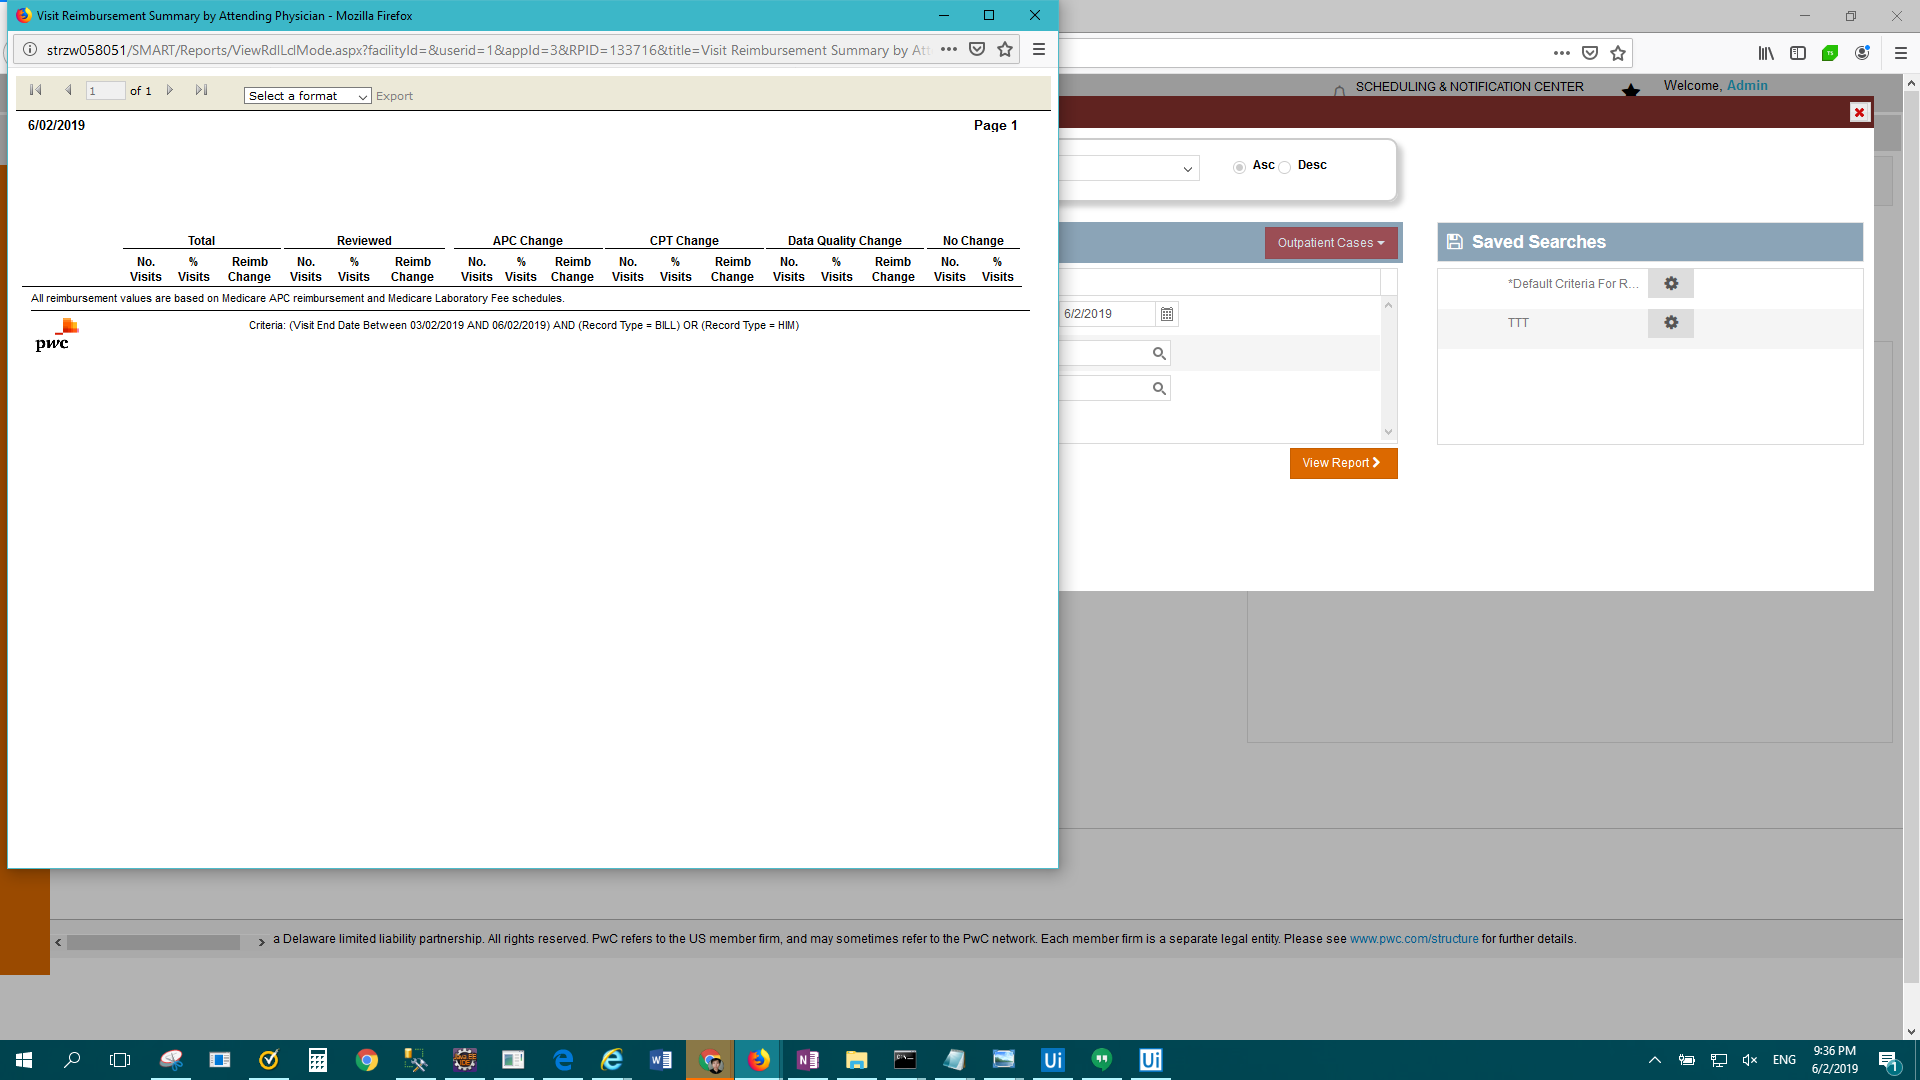 Visit Reimbursement Summary by Attending Physician - Mozilla Firefox
strzw058051/SMART/Reports/ViewRdlLclMode.aspx?facilityId=&userid=1&appId=3&RPID=133716&title=Visit Reimbursement Summary by Att
1 of 1 Select a format Export
6/02/2019 Page 1
Total Reviewed APC Change CPT Change Data Quality Change No Change
No. Visits % Visits Reimb Change No. Visits % Visits Reimb Change No. Visits % Visits Reimb Change No. Visits % Visits Reimb Change No. Visits % Visits Reimb Change No. Visits % Visits
All reimbursement values are based on Medicare APC reimbursement and Medicare Laboratory Fee schedules.
pwc
Criteria: (Visit End Date Between 03/02/2019 AND 06/02/2019) AND (Record Type = BILL) OR (Record Type = HIM)
SCHEDULING & NOTIFICATION CENTER
Welcome, Admin
Asc Desc
Outpatient Cases
6/2/2019
View Report
Saved Searches
*Default Criteria For R...
TTT
a Delaware limited liability partnership. All rights reserved. PwC refers to the US member firm, and may sometimes refer to the PwC network. Each member firm is a separate legal entity. Please see www.pwc.com/structure for further details.
ENG
9:36 PM
6/2/2019
1